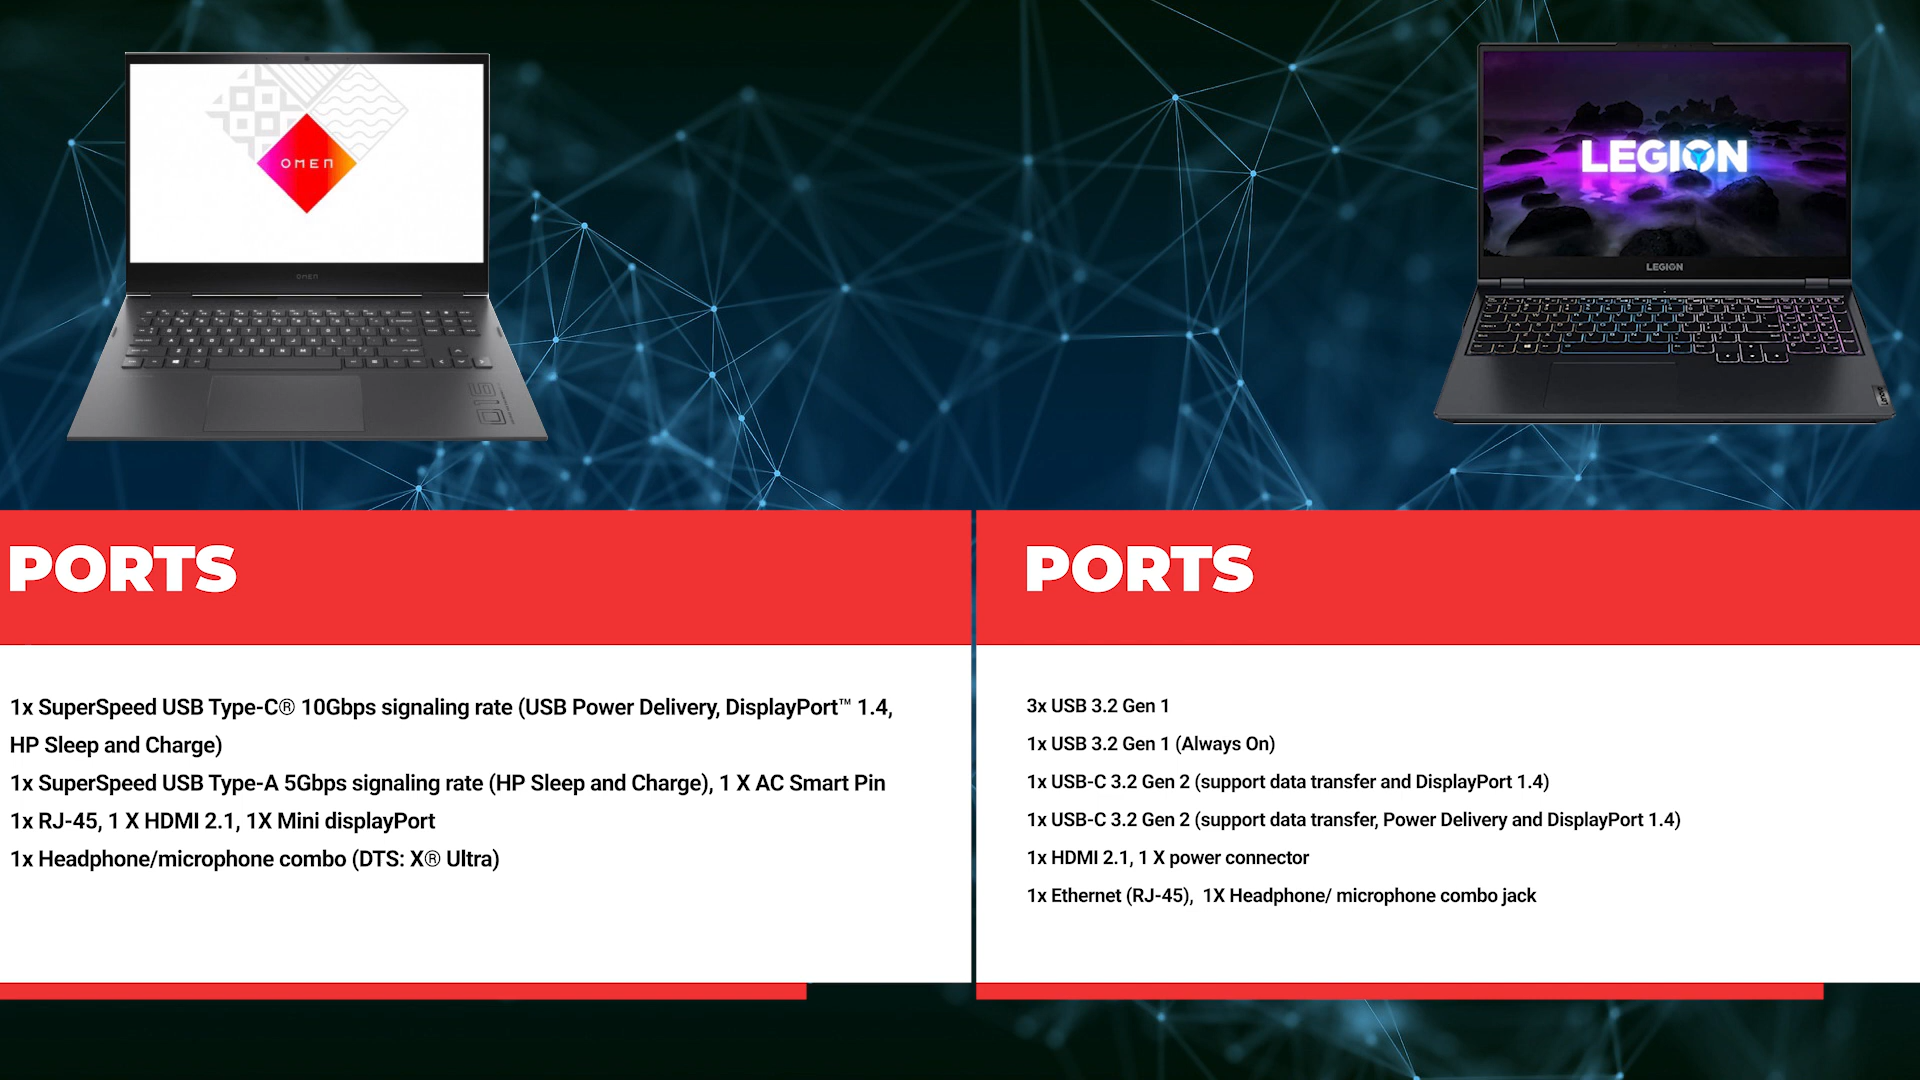 OMEN
OMEN
LEGION
LEGION
Lenovo
PORTS
1x SuperSpeed USB Type-C® 10Gbps signaling rate (USB Power Delivery, DisplayPort™ 1.4,
HP Sleep and Charge)
1x SuperSpeed USB Type-A 5Gbps signaling rate (HP Sleep and Charge), 1 X AC Smart Pin
1x RJ-45, 1 X HDMI 2.1, 1X Mini displayPort
1x Headphone/microphone combo (DTS: X® Ultra)
PORTS
3x USB 3.2 Gen 1
1x USB 3.2 Gen 1 (Always On)
1x USB-C 3.2 Gen 2 (support data transfer and DisplayPort 1.4)
1x USB-C 3.2 Gen 2 (support data transfer, Power Delivery and DisplayPort 1.4)
1x HDMI 2.1, 1 X power connector
1x Ethernet (RJ-45), 1X Headphone/ microphone combo jack